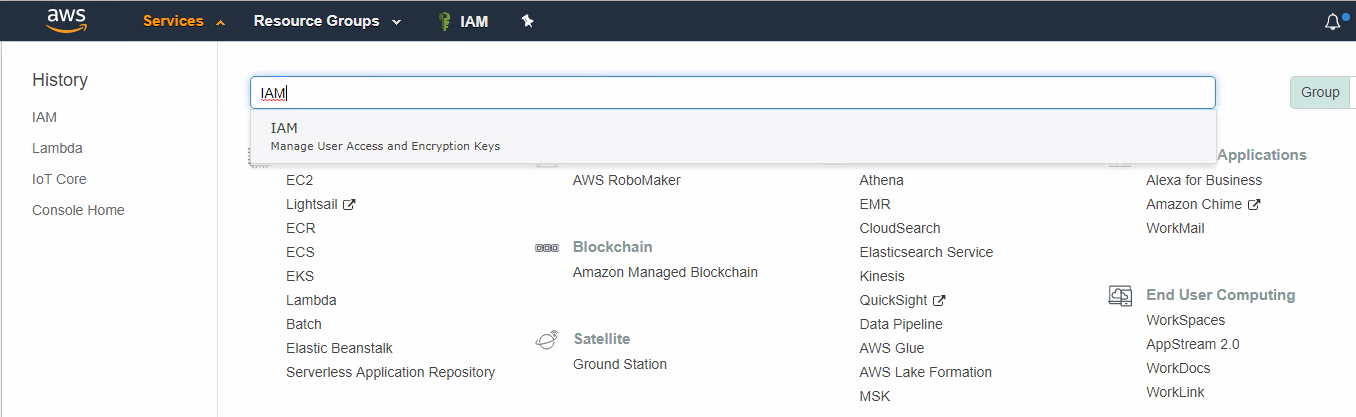 aws
Services
Resource Groups
IAM
History
IAM
Lambda
IoT Core
Console Home
IAM
Group
IAM
Manage User Access and Encryption Keys
EC2
Lightsail
ECR
ECS
EKS
Lambda
Batch
Elastic Beanstalk
Serverless Application Repository
AWS RoboMaker
Blockchain
Amazon Managed Blockchain
Satellite
Ground Station
Athena
EMR
CloudSearch
Elasticsearch Service
Kinesis
QuickSight
Data Pipeline
AWS Glue
AWS Lake Formation
MSK
Applications
Alexa for Business
Amazon Chime
WorkMail
End User Computing
WorkSpaces
AppStream 2.0
WorkDocs
WorkLink